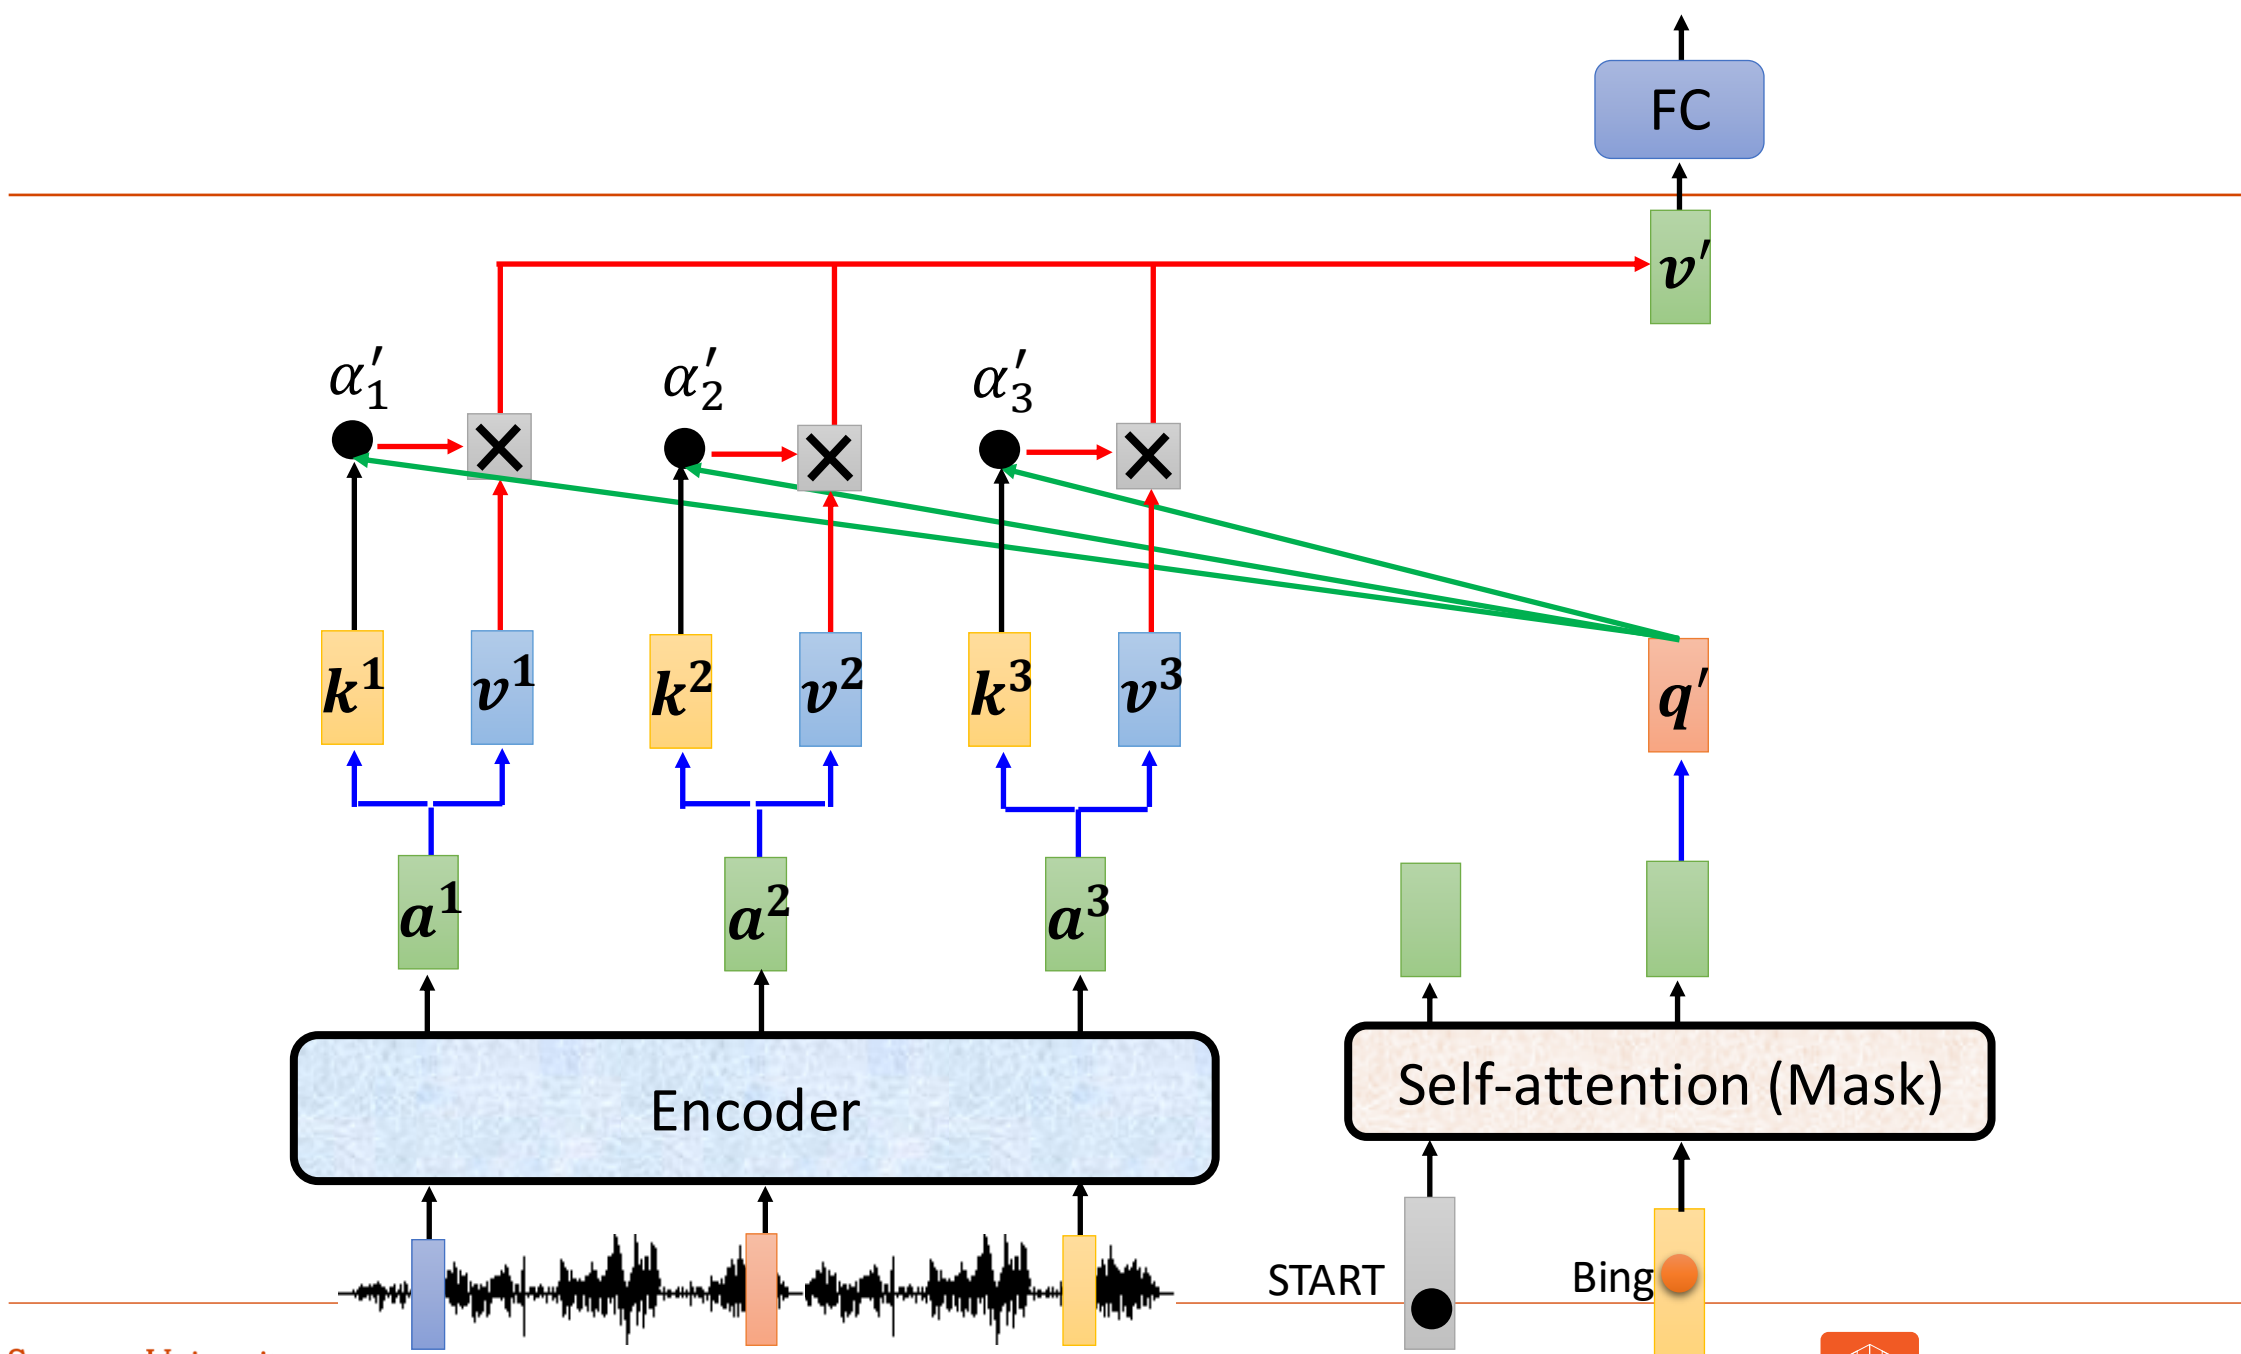 FC
v′
α′₁ α′₂ α′₃
k¹ v¹ k² v² k³ v³ q′
a¹ a² a³
Encoder
Self-attention (Mask)
START
Bing